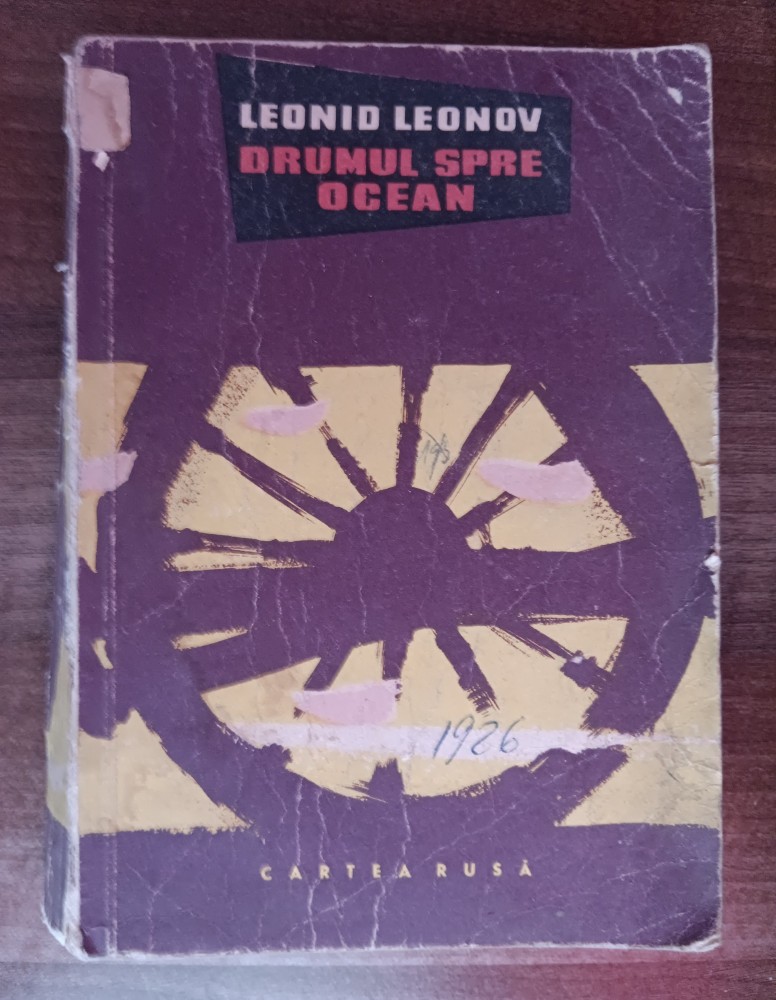 LEONID LEONOV
DRUMUL SPRE
OCEAN
1926
CARTEA RUSĂ